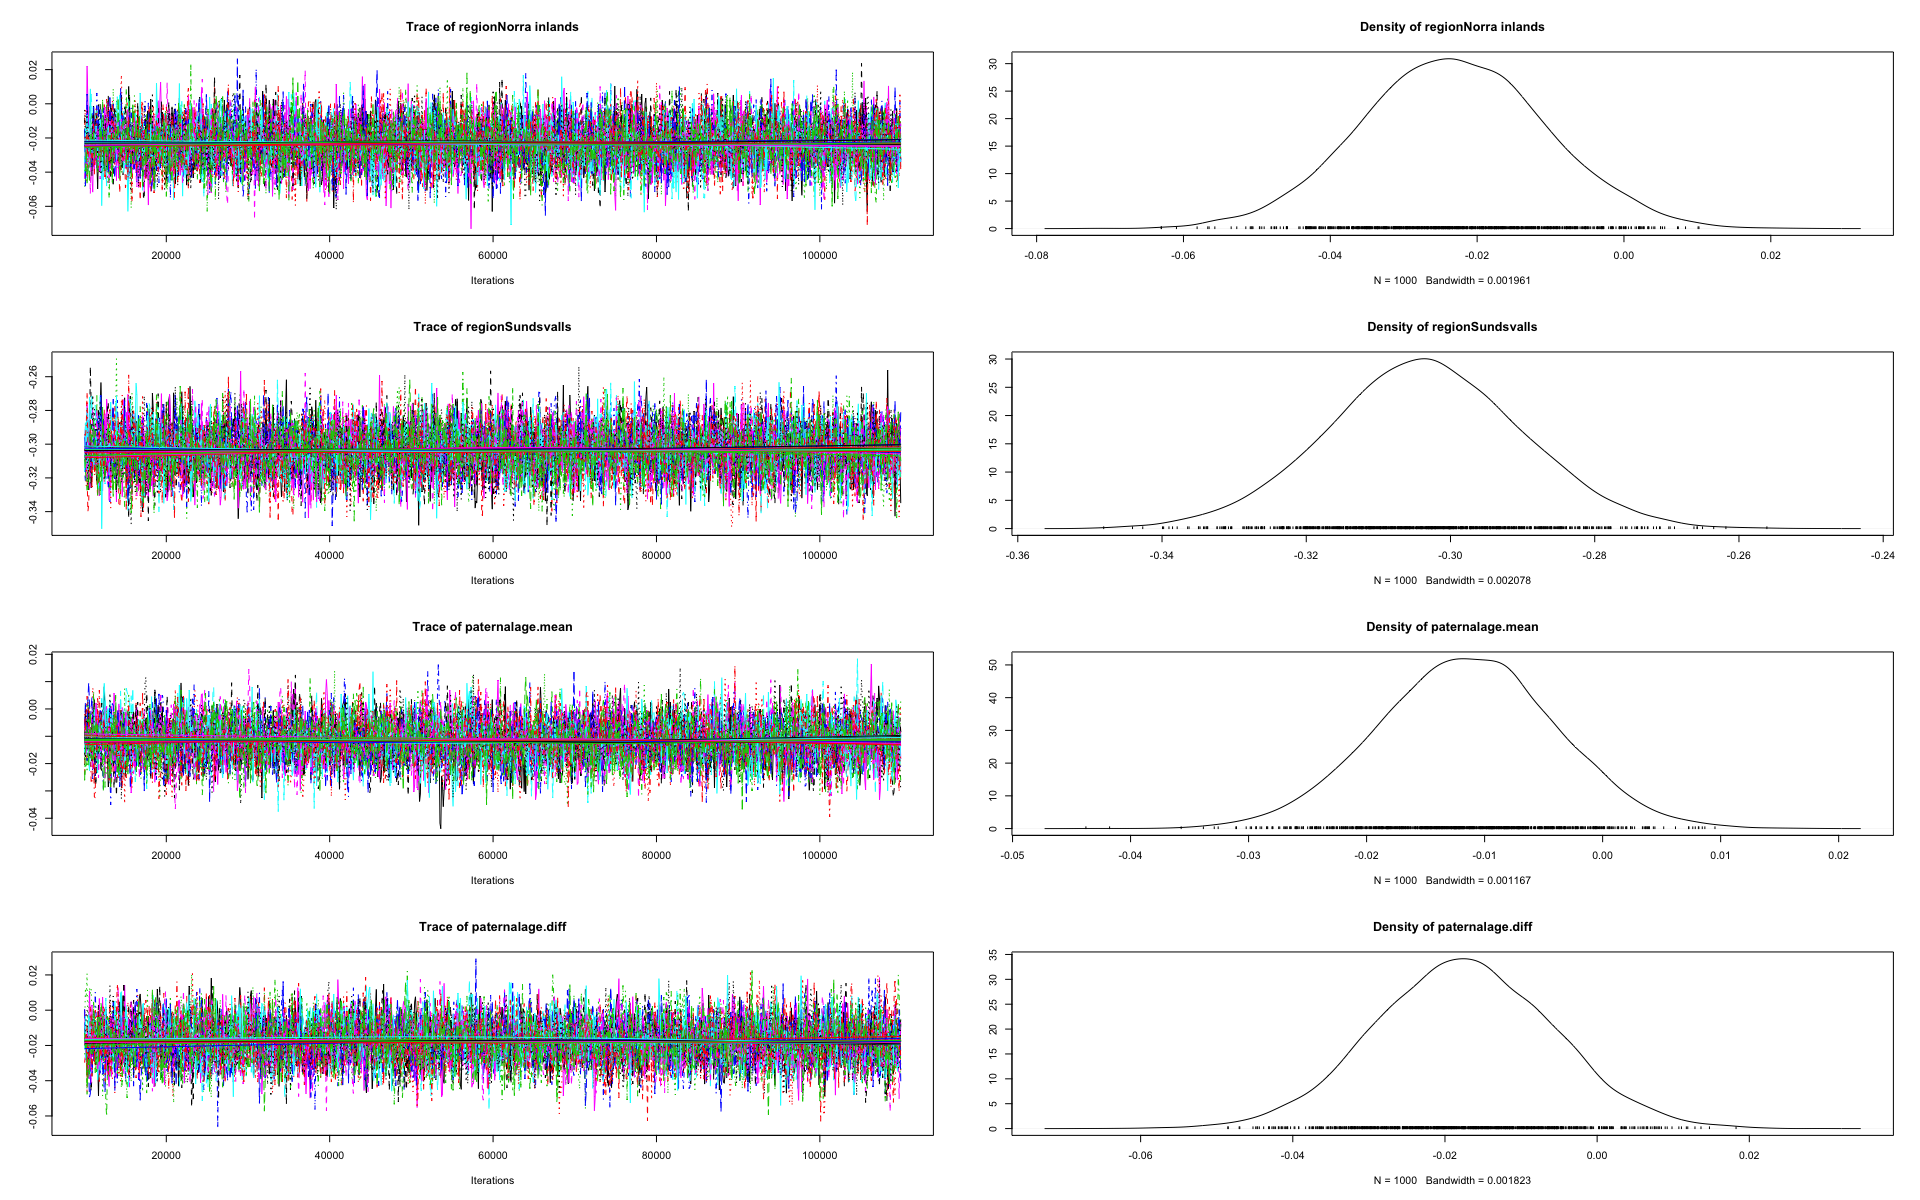 Trace of regionNorra inlands
0.02
0.00
-0.02
-0.04
-0.06
20000 40000 60000 80000 100000
Iterations
Density of regionNorra inlands
30
25
20
15
10
5
0
-0.08 -0.06 -0.04 -0.02 0.00 0.02
N = 1000 Bandwidth = 0.001961
Trace of regionSundsvalls
-0.26
-0.28
-0.30
-0.32
-0.34
20000 40000 60000 80000 100000
Iterations
Density of regionSundsvalls
30
25
20
15
10
5
0
-0.36 -0.34 -0.32 -0.30 -0.28 -0.26 -0.24
N = 1000 Bandwidth = 0.002078
Trace of paternalage.mean
0.02
0.00
-0.02
-0.04
20000 40000 60000 80000 100000
Iterations
Density of paternalage.mean
50
40
30
20
10
0
-0.05 -0.04 -0.03 -0.02 -0.01 0.00 0.01 0.02
N = 1000 Bandwidth = 0.001167
Trace of paternalage.diff
0.02
0.00
-0.02
-0.04
-0.06
20000 40000 60000 80000 100000
Iterations
Density of paternalage.diff
35
30
25
20
15
10
5
0
-0.06 -0.04 -0.02 0.00 0.02
N = 1000 Bandwidth = 0.001823